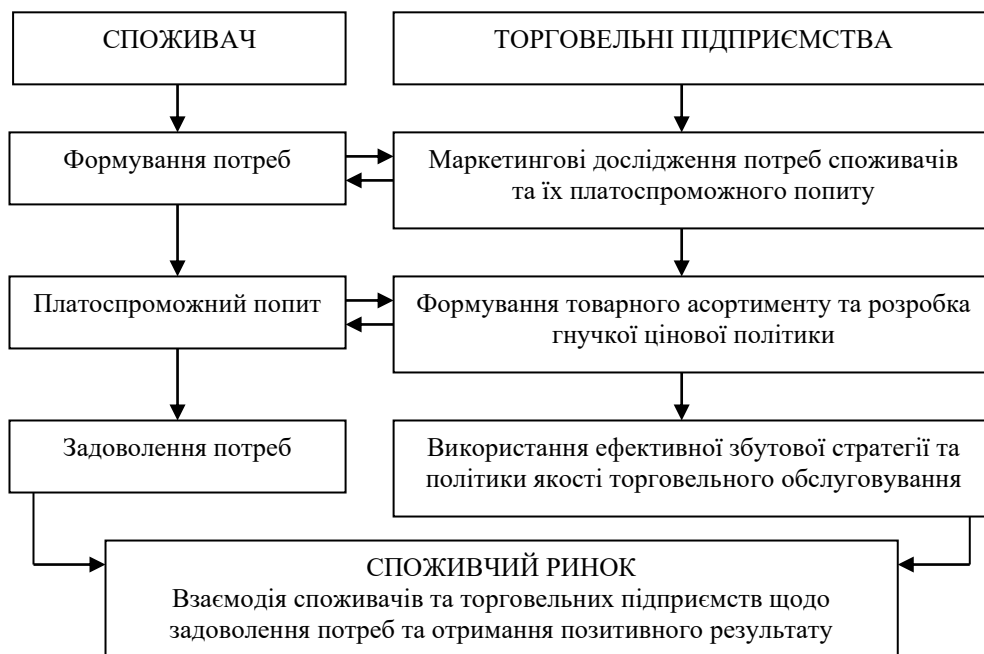 СПОЖИВАЧ
ТОРГОВЕЛЬНІ ПІДПРИЄМСТВА
Формування потреб
Маркетингові дослідження потреб споживачів
та їх платоспроможного попиту
Платоспроможний попит
Формування товарного асортименту та розробка
гнучкої цінової політики
Задоволення потреб
Використання ефективної збутової стратегії та
політики якості торговельного обслуговування
СПОЖИВЧИЙ РИНОК
Взаємодія споживачів та торговельних підприємств щодо
задоволення потреб та отримання позитивного результату